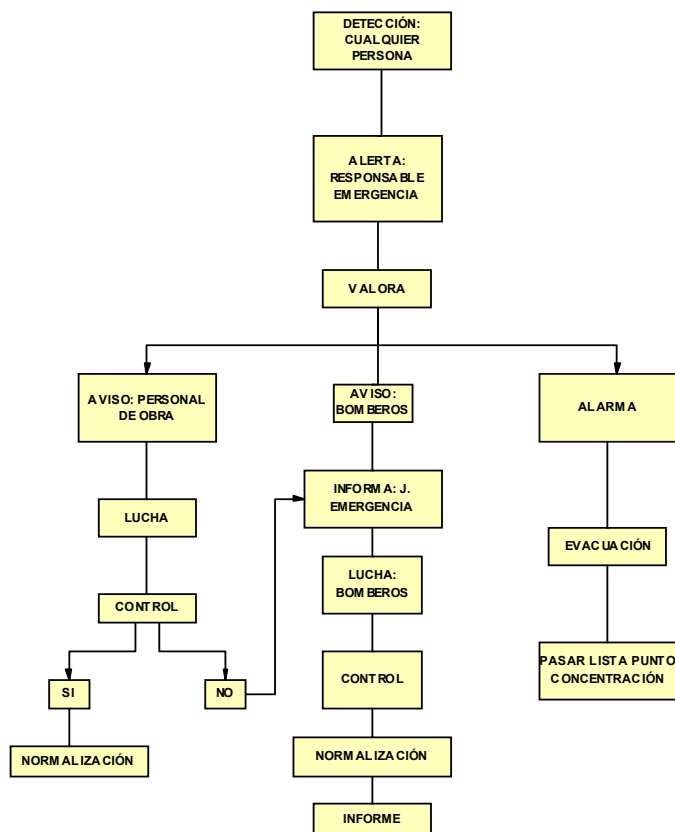 DETECCIÓN:
CUALQUIER
PERSONA
ALERTA:
RESPONSABLE
EMERGENCIA
VALORA
AVISO: PERSONAL
DE OBRA
AVISO:
BOMBEROS
ALARMA
INFORMA: J.
EMERGENCIA
LUCHA
EVACUACIÓN
LUCHA:
BOMBEROS
CONTROL
PASAR LISTA PUNTO
CONCENTRACIÓN
CONTROL
SI
NO
NORMALIZACIÓN
NORMALIZACIÓN
INFORME